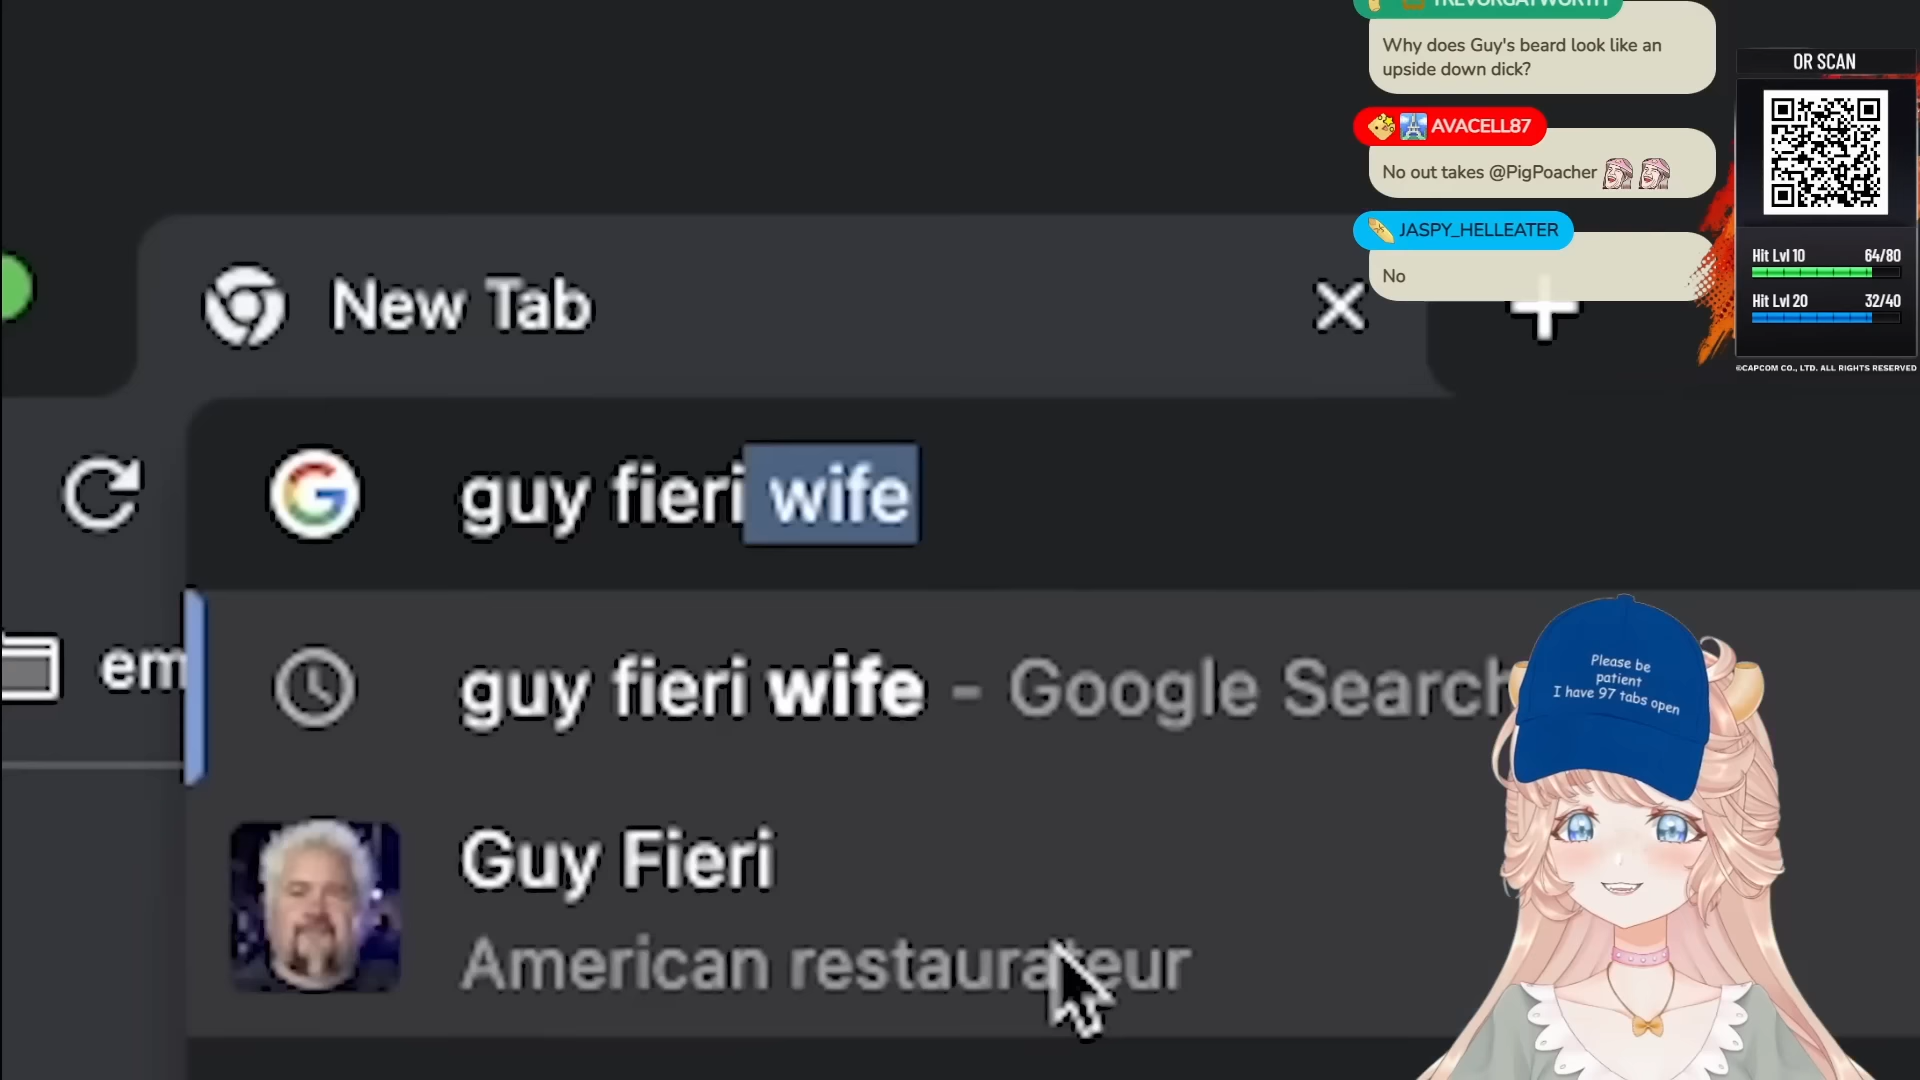 TREVORGATWORTH
Why does Guy's beard look like an
upside down dick?
AVACELL87
No out takes @PigPoacher
JASPY_HELLEATER
No
OR SCAN
Hit Lvl 10 64/80
Hit Lvl 20 32/40
©CAPCOM CO., LTD. ALL RIGHTS RESERVED
New Tab
guy fieri wife
em
guy fieri wife - Google Search
Guy Fieri
American restaurateur
Please be
patient
I have 97 tabs open